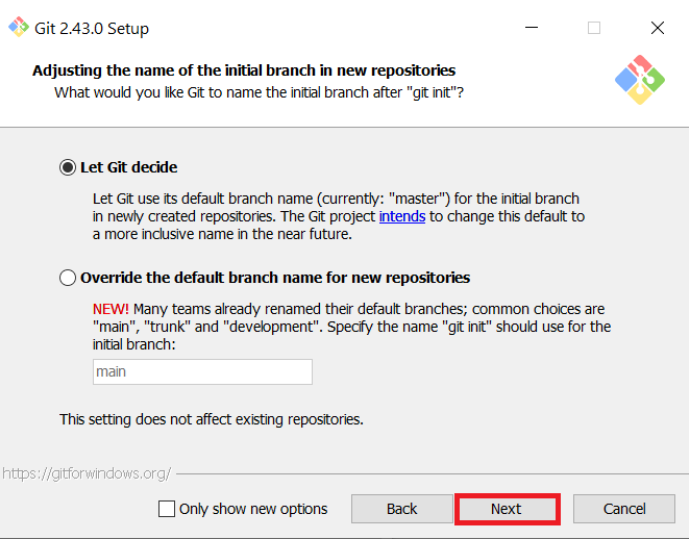 Git 2.43.0 Setup
Adjusting the name of the initial branch in new repositories
What would you like Git to name the initial branch after "git init"?
Let Git decide
Let Git use its default branch name (currently: "master") for the initial branch
in newly created repositories. The Git project intends to change this default to
a more inclusive name in the near future.
Override the default branch name for new repositories
NEW! Many teams already renamed their default branches; common choices are
"main", "trunk" and "development". Specify the name "git init" should use for the
initial branch:
main
This setting does not affect existing repositories.
https://gitforwindows.org/
Only show new options
Back
Next
Cancel